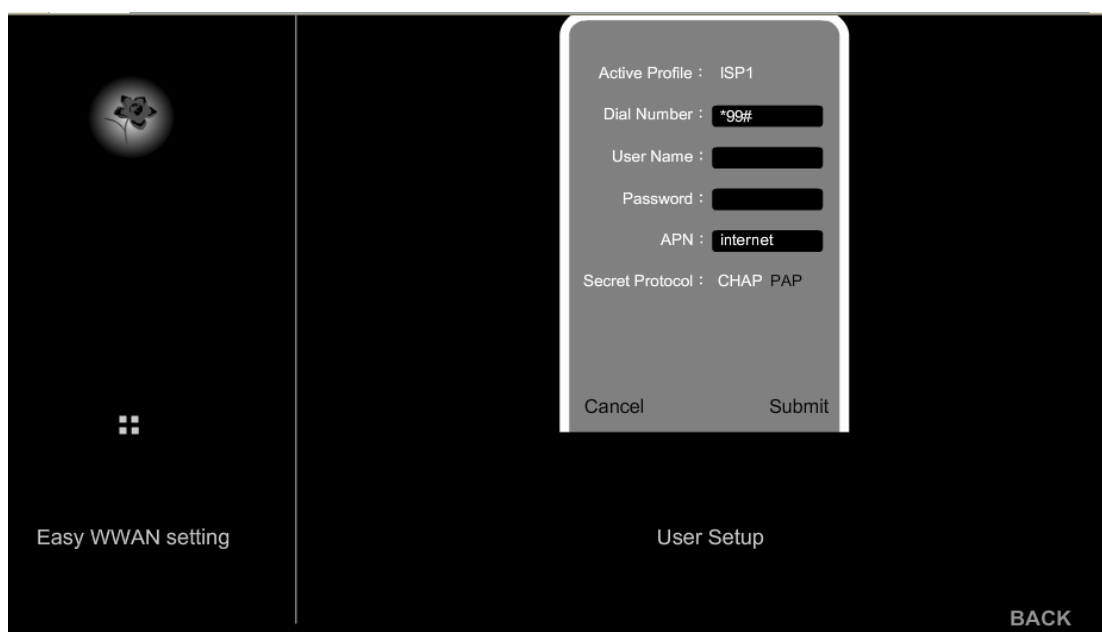 Active Profile： ISP1
Dial Number： *99#
User Name：
Password：
APN： internet
Secret Protocol： CHAP PAP
Cancel Submit
Easy WWAN setting
User Setup
BACK